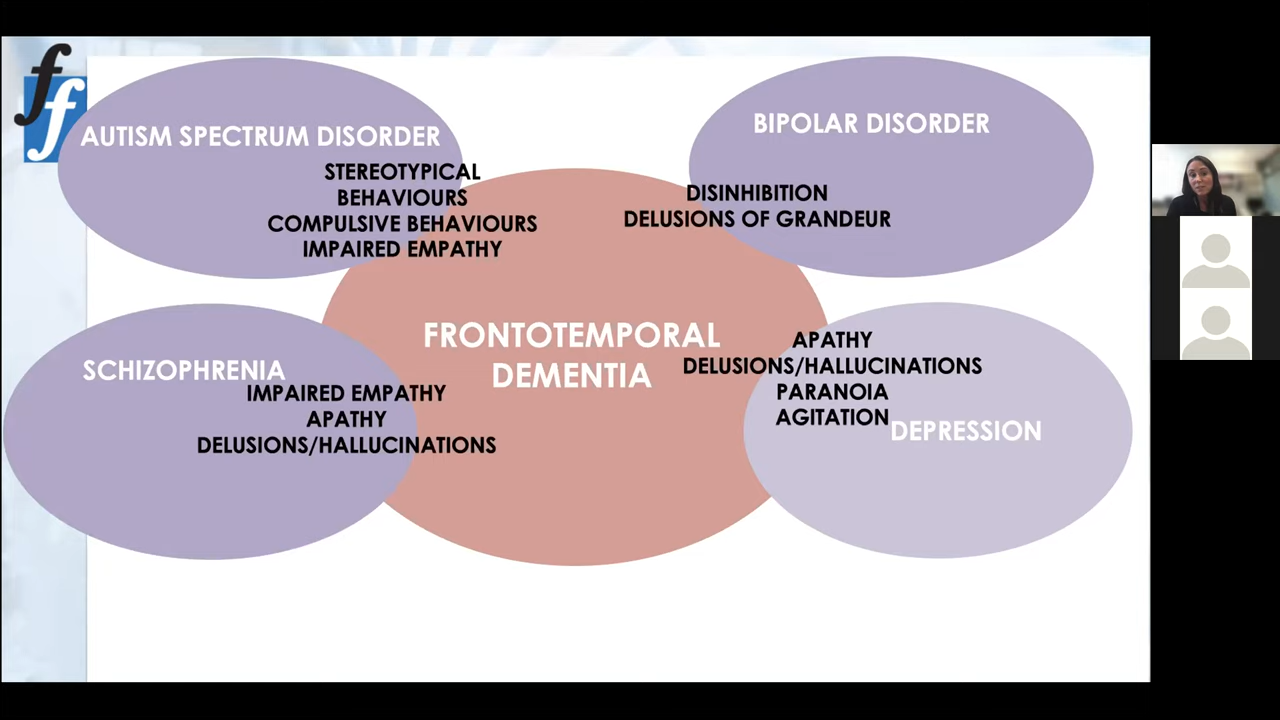 ff
AUTISM SPECTRUM DISORDER
STEREOTYPICAL
BEHAVIOURS
COMPULSIVE BEHAVIOURS
IMPAIRED EMPATHY
BIPOLAR DISORDER
DISINHIBITION
DELUSIONS OF GRANDEUR
FRONTOTEMPORAL
DEMENTIA
SCHIZOPHRENIA
IMPAIRED EMPATHY
APATHY
DELUSIONS/HALLUCINATIONS
APATHY
DELUSIONS/HALLUCINATIONS
PARANOIA
AGITATION
DEPRESSION